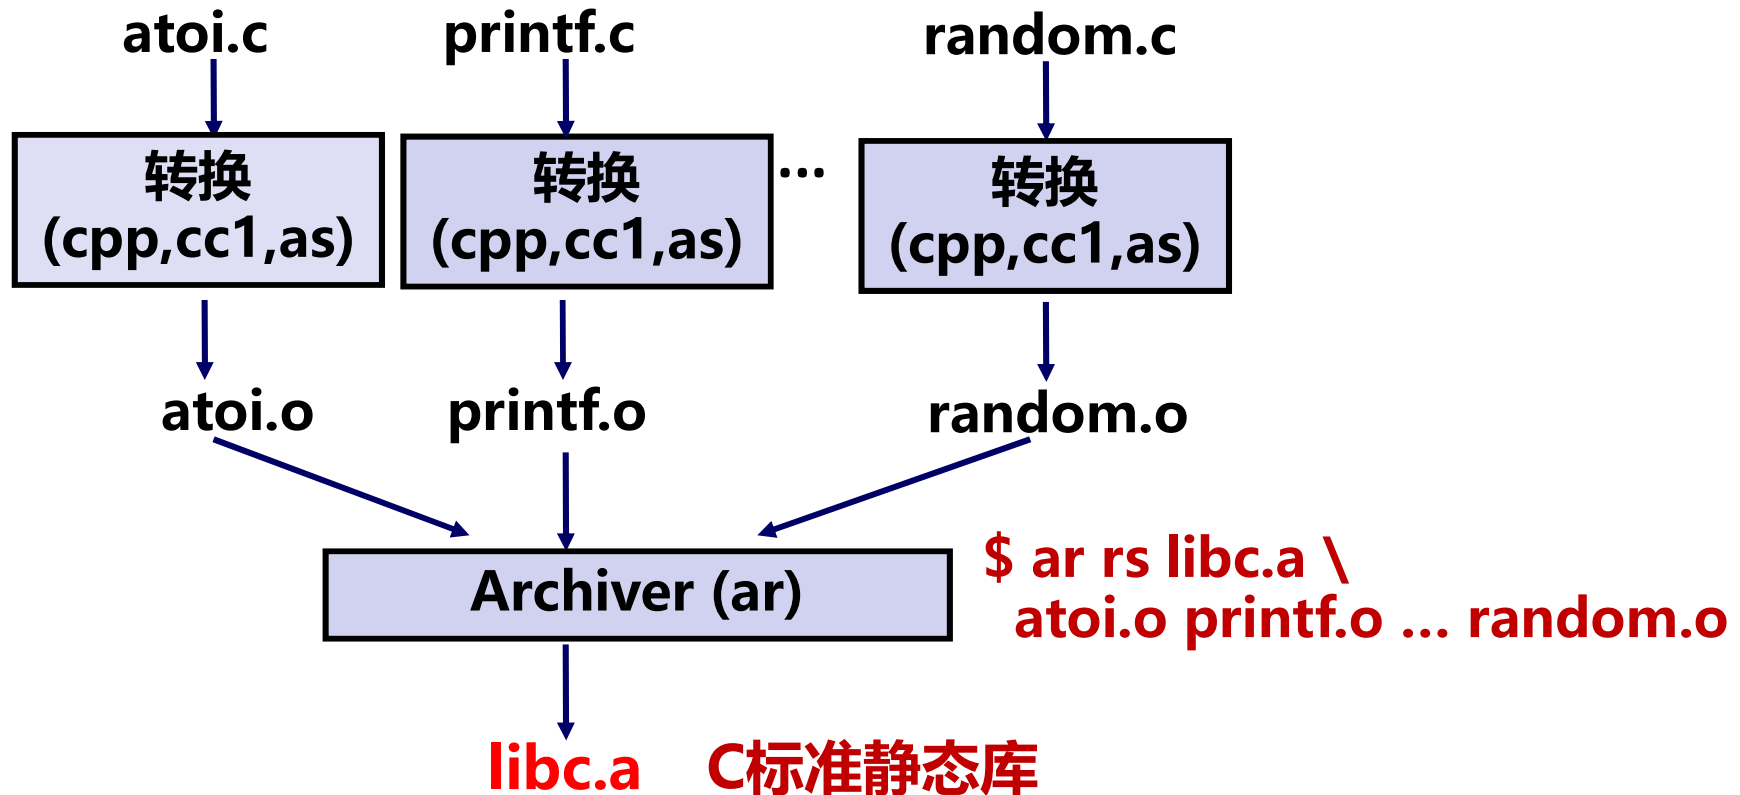 atoi.c
printf.c
random.c
转换
(cpp,cc1,as)
转换
(cpp,cc1,as)
...
转换
(cpp,cc1,as)
atoi.o
printf.o
random.o
Archiver (ar)
$ ar rs libc.a \
atoi.o printf.o … random.o
libc.a
C标准静态库